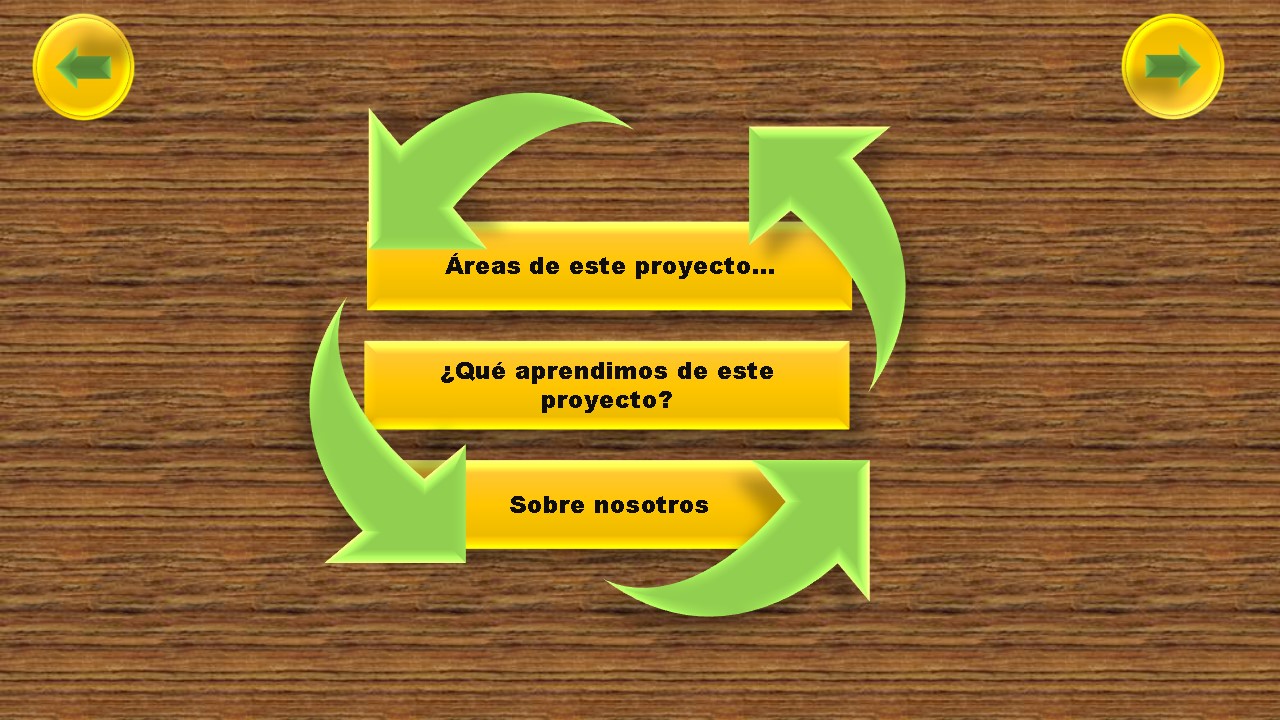 Áreas de este proyecto...
¿Qué aprendimos de este
proyecto?
Sobre nosotros